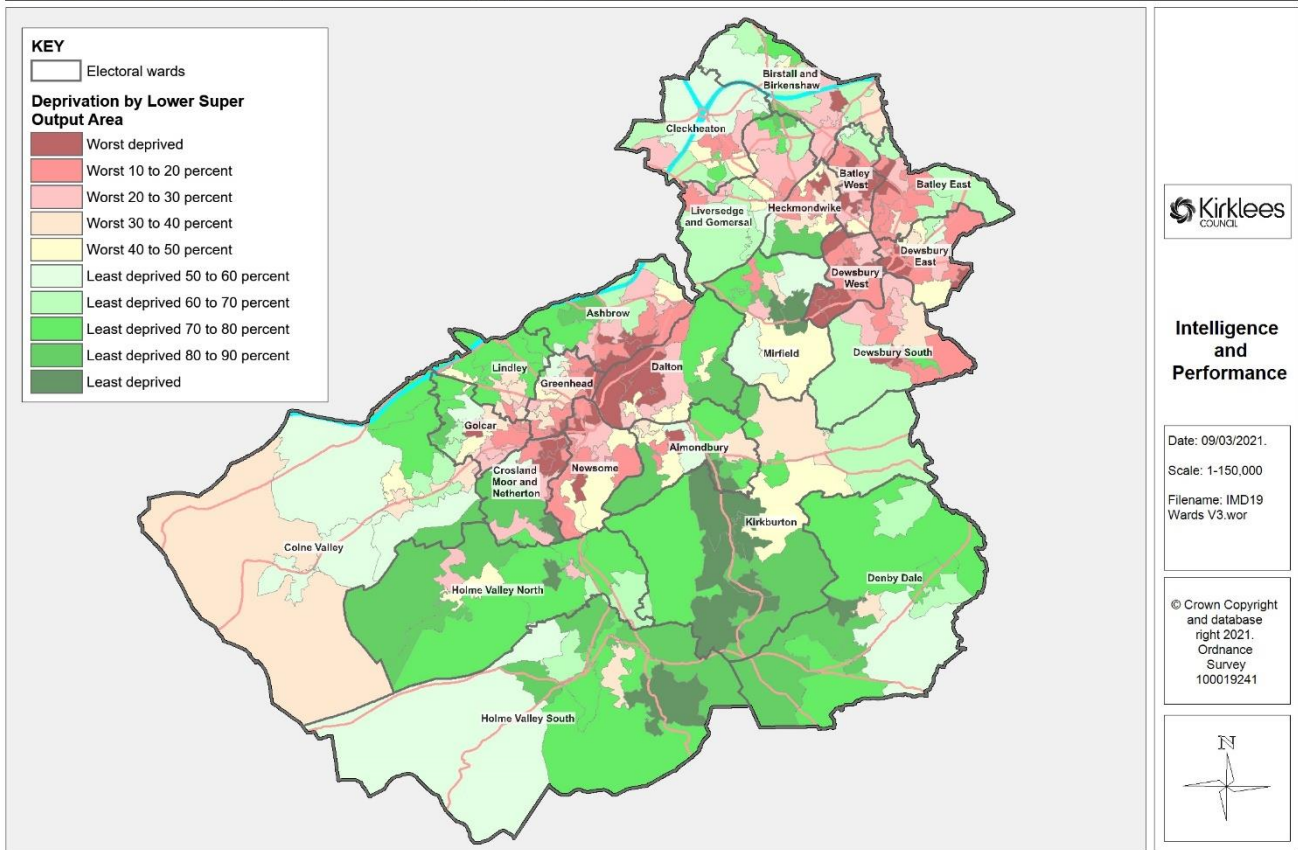 KEY
Electoral wards
Deprivation by Lower Super
Output Area
Worst deprived
Worst 10 to 20 percent
Worst 20 to 30 percent
Worst 30 to 40 percent
Worst 40 to 50 percent
Least deprived 50 to 60 percent
Least deprived 60 to 70 percent
Least deprived 70 to 80 percent
Least deprived 80 to 90 percent
Least deprived
Birstall and
Birkenshaw
Cleckheaton
Batley
West
Batley East
Liversedge
and Gomersal
Heckmondwike
Dewsbury
East
Dewsbury
West
Ashbrow
Mirfield
Dewsbury South
Lindley
Greenhead
Dalton
Golcar
Almondbury
Crosland
Moor and
Netherton
Newsome
Kirkburton
Colne Valley
Holme Valley North
Denby Dale
Holme Valley South
Kirklees
COUNCIL
Intelligence
and
Performance
Date: 09/03/2021.
Scale: 1-150,000
Filename: IMD19
Wards V3.wor
© Crown Copyright
and database
right 2021.
Ordnance
Survey
100019241
N